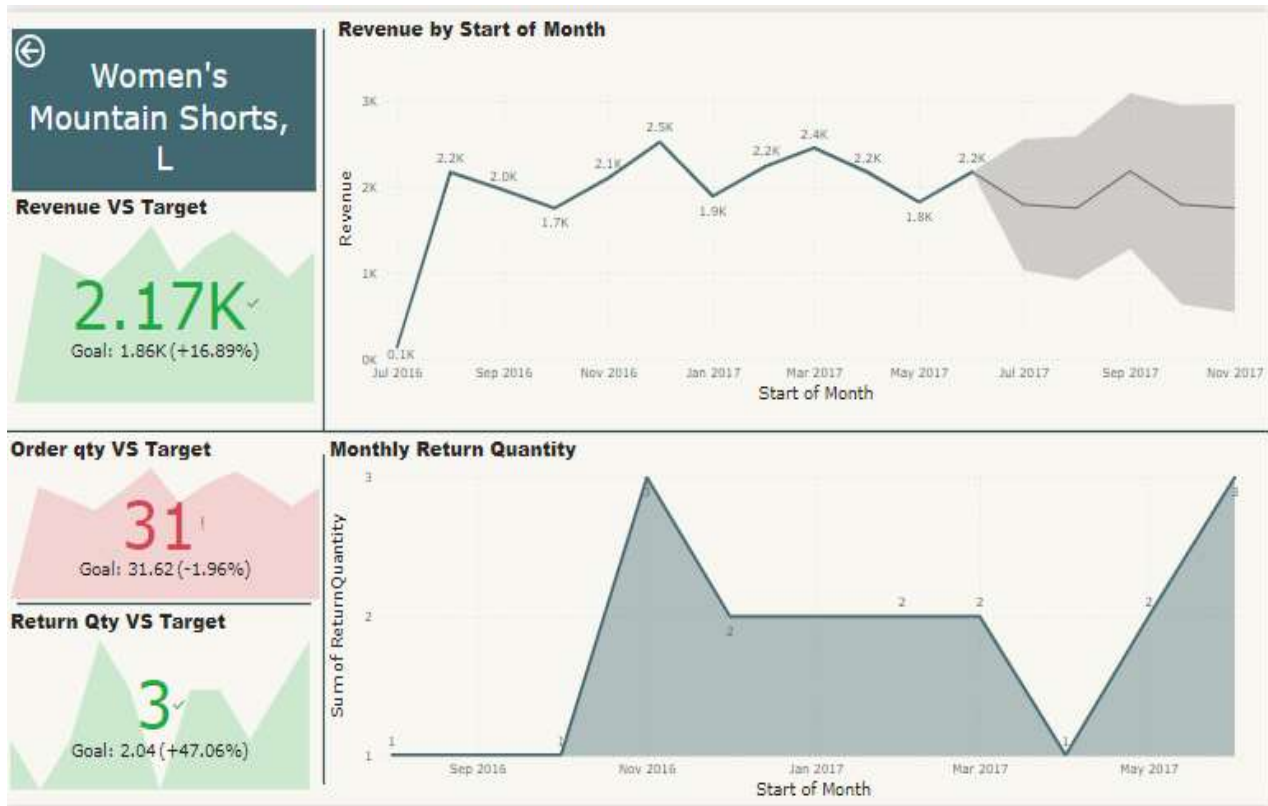 Women's
Mountain Shorts,
L
Revenue VS Target
2.17K
Goal: 1.86K (+16.89%)
Revenue by Start of Month
Revenue
3K
2K
1K
0K
0.1K
2.2K
2.0K
1.7K
2.1K
2.5K
1.9K
2.2K
2.4K
2.2K
1.8K
2.2K
Jul 2016
Sep 2016
Nov 2016
Jan 2017
Mar 2017
May 2017
Jul 2017
Sep 2017
Nov 2017
Start of Month
Order qty VS Target
31!
Goal: 31.62 (-1.96%)
Return Qty VS Target
3
Goal: 2.04 (+47.06%)
Monthly Return Quantity
Sum of ReturnQuantity
3
2
1
1
1
3
2
2
2
1
2
3
Sep 2016
Nov 2016
Jan 2017
Mar 2017
May 2017
Start of Month